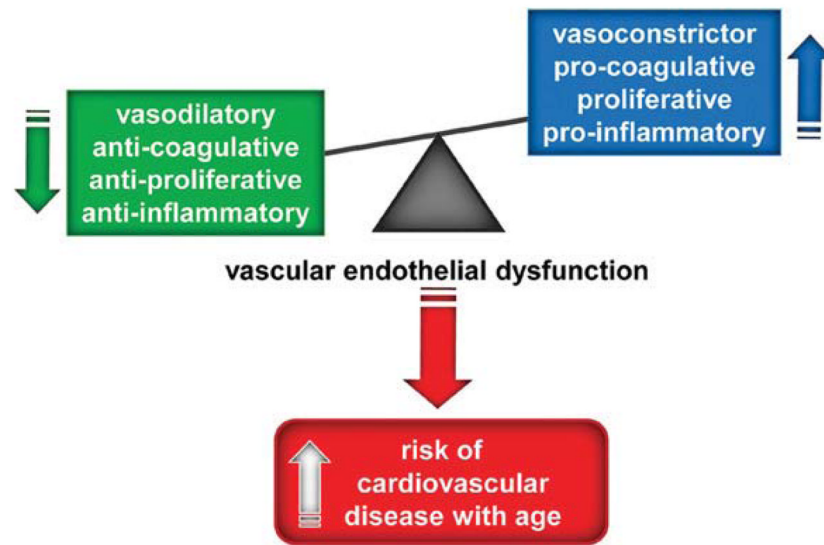 vasoconstrictor
pro-coagulative
proliferative
pro-inflammatory
vasodilatory
anti-coagulative
anti-proliferative
anti-inflammatory
vascular endothelial dysfunction
risk of
cardiovascular
disease with age